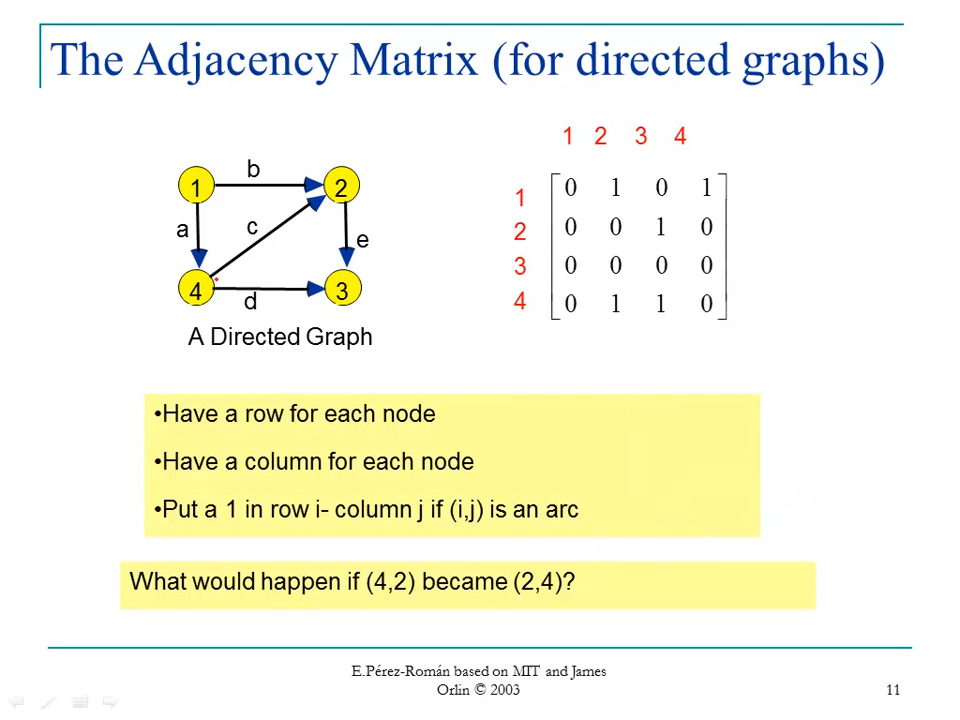 The Adjacency Matrix (for directed graphs)
1 2 3 4
b
1 2
a c e
4 3
d
A Directed Graph
1 0 1 0 1
2 0 0 1 0
3 0 0 0 0
4 0 1 1 0
•Have a row for each node
•Have a column for each node
•Put a 1 in row i- column j if (i,j) is an arc
What would happen if (4,2) became (2,4)?
E.Pérez-Román based on MIT and James
Orlin © 2003
11